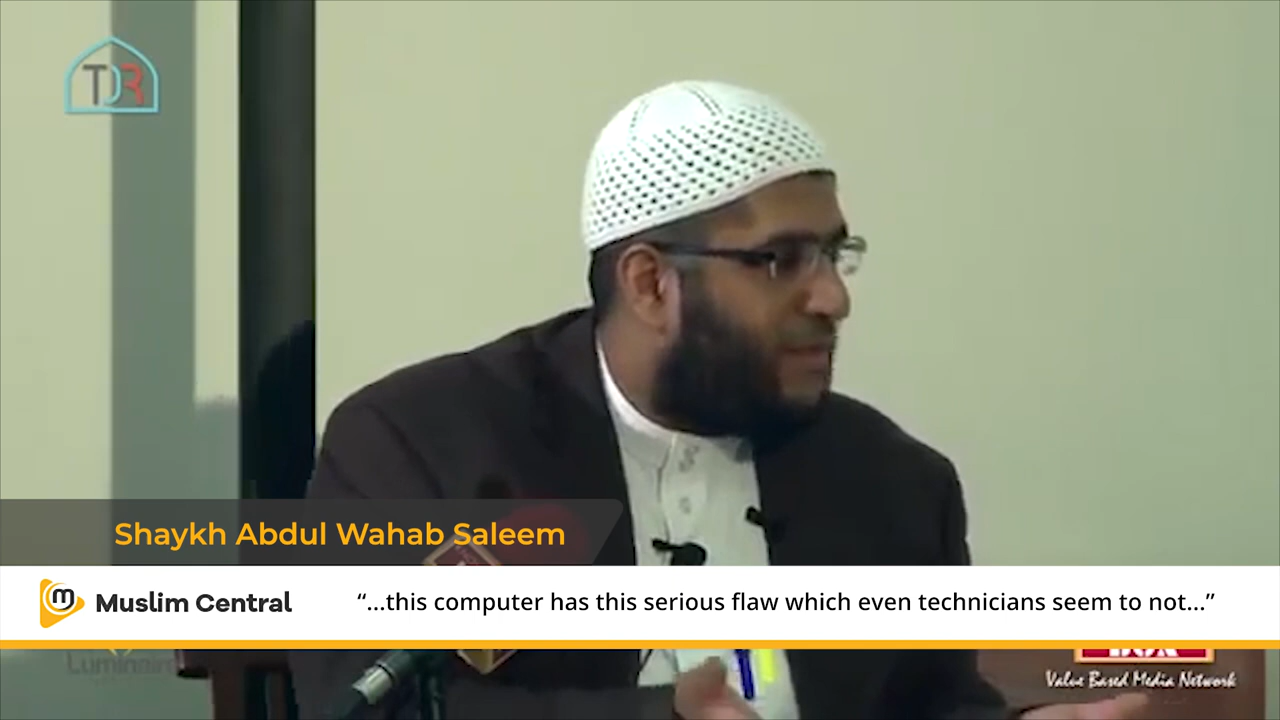 TDR
Shaykh Abdul Wahab Saleem
m
Muslim Central
“...this computer has this serious flaw which even technicians seem to not...”
Luminaire
Value Based Media Network